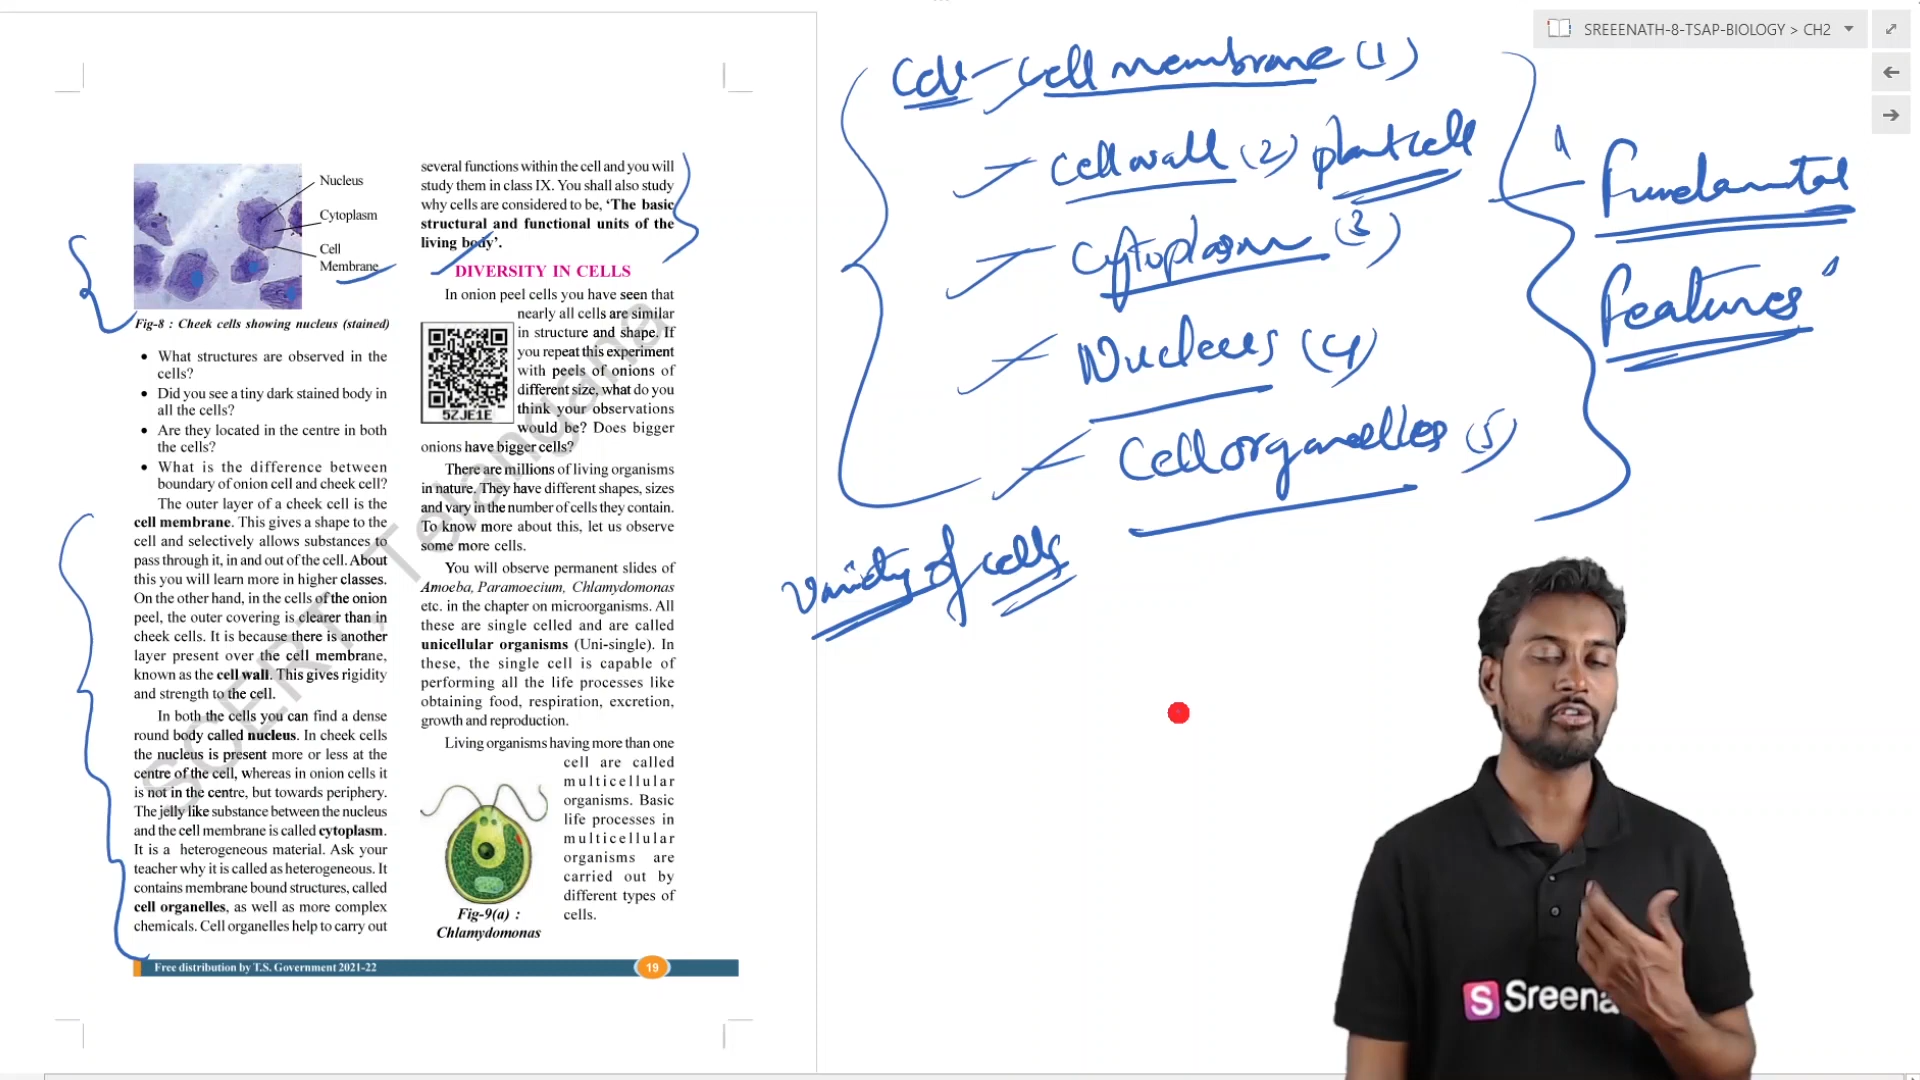 SREEENATH-8-TSAP-BIOLOGY > CH2
Nucleus
Cytoplasm
Cell
Membrane
Fig-8 : Cheek cells showing nucleus (stained)
• What structures are observed in the
cells?
• Did you see a tiny dark stained body in
all the cells?
• Are they located in the centre in both
the cells?
• What is the difference between
boundary of onion cell and cheek cell?
The outer layer of a cheek cell is the
cell membrane. This gives a shape to the
cell and selectively allows substances to
pass through it, in and out of the cell. About
this you will learn more in higher classes.
On the other hand, in the cells of the onion
peel, the outer covering is clearer than in
cheek cells. It is because there is another
layer present over the cell membrane,
known as the cell wall. This gives rigidity
and strength to the cell.
In both the cells you can find a dense
round body called nucleus. In cheek cells
the nucleus is present more or less at the
centre of the cell, whereas in onion cells it
is not in the centre, but towards periphery.
The jelly like substance between the nucleus
and the cell membrane is called cytoplasm.
It is a heterogeneous material. Ask your
teacher why it is called as heterogeneous. It
contains membrane bound structures, called
cell organelles, as well as more complex
chemicals. Cell organelles help to carry out
several functions within the cell and you will
study them in class IX. You shall also study
why cells are considered to be, ‘The basic
structural and functional units of the
living body’.
DIVERSITY IN CELLS
In onion peel cells you have seen that
nearly all cells are similar
in structure and shape. If
you repeat this experiment
with peels of onions of
different size, what do you
think your observations
would be? Does bigger
onions have bigger cells?
5ZJE1E
There are millions of living organisms
in nature. They have different shapes, sizes
and vary in the number of cells they contain.
To know more about this, let us observe
some more cells.
You will observe permanent slides of
Amoeba, Paramoecium, Chlamydomonas
etc. in the chapter on microorganisms. All
these are single celled and are called
unicellular organisms (Uni-single). In
these, the single cell is capable of
performing all the life processes like
obtaining food, respiration, excretion,
growth and reproduction.
Living organisms having more than one
cell are called
multicellular
organisms. Basic
life processes in
multicellular
organisms are
carried out by
different types of
cells.
Fig-9(a) :
Chlamydomonas
SCERT, Telangana
Free distribution by T.S. Government 2021-22
19
Cell - Cell membrane (1)
Cell wall (2) plant cell
Cytoplasm (3)
Nucleus (4)
Cell organelles (5)
"Fundamental
Features"
Variety of cells
S Sreena